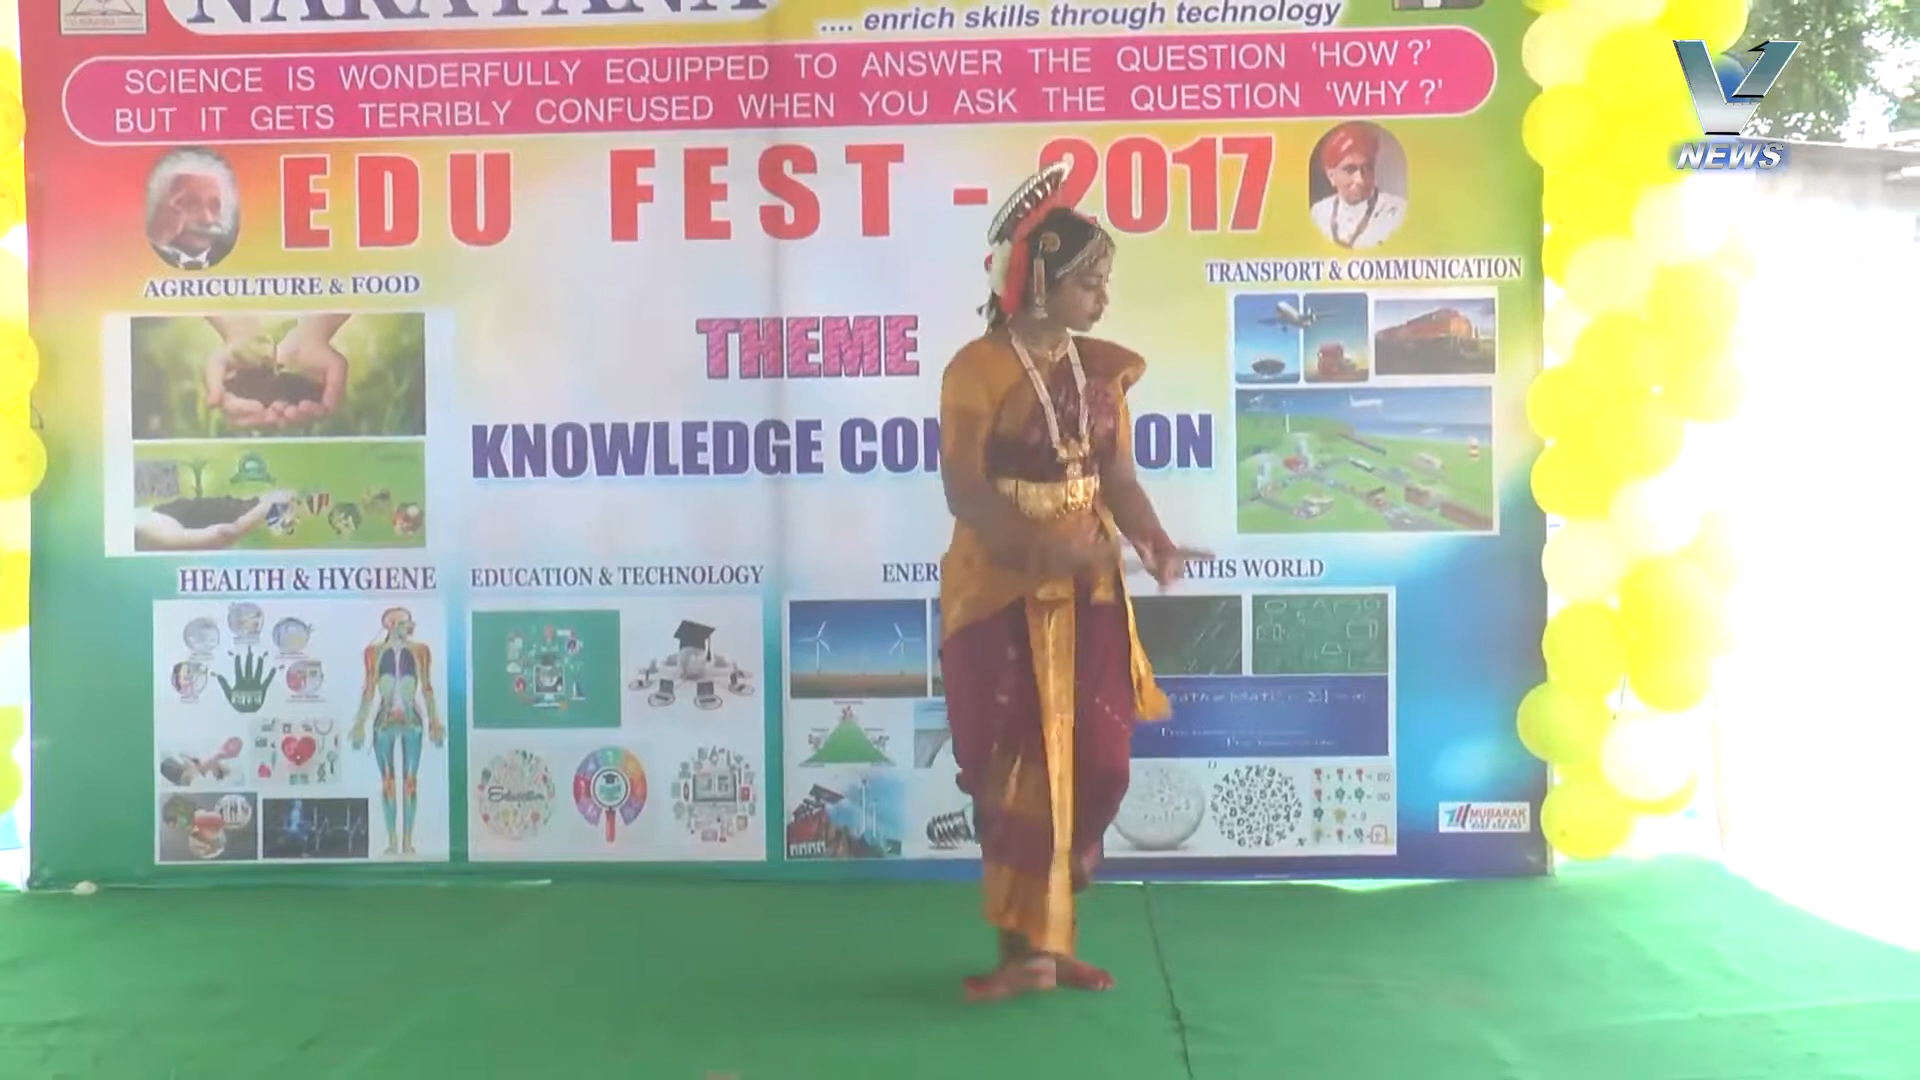 NARAYANA
.... enrich skills through technology
SCIENCE IS WONDERFULLY EQUIPPED TO ANSWER THE QUESTION ‘HOW ?’
BUT IT GETS TERRIBLY CONFUSED WHEN YOU ASK THE QUESTION ‘WHY ?’
V NEWS
EDU FEST - 2017
AGRICULTURE & FOOD
TRANSPORT & COMMUNICATION
THEME
KNOWLEDGE CON ON
HEALTH & HYGIENE
EDUCATION & TECHNOLOGY
ENER
ATHS WORLD
Education
MUBARAK